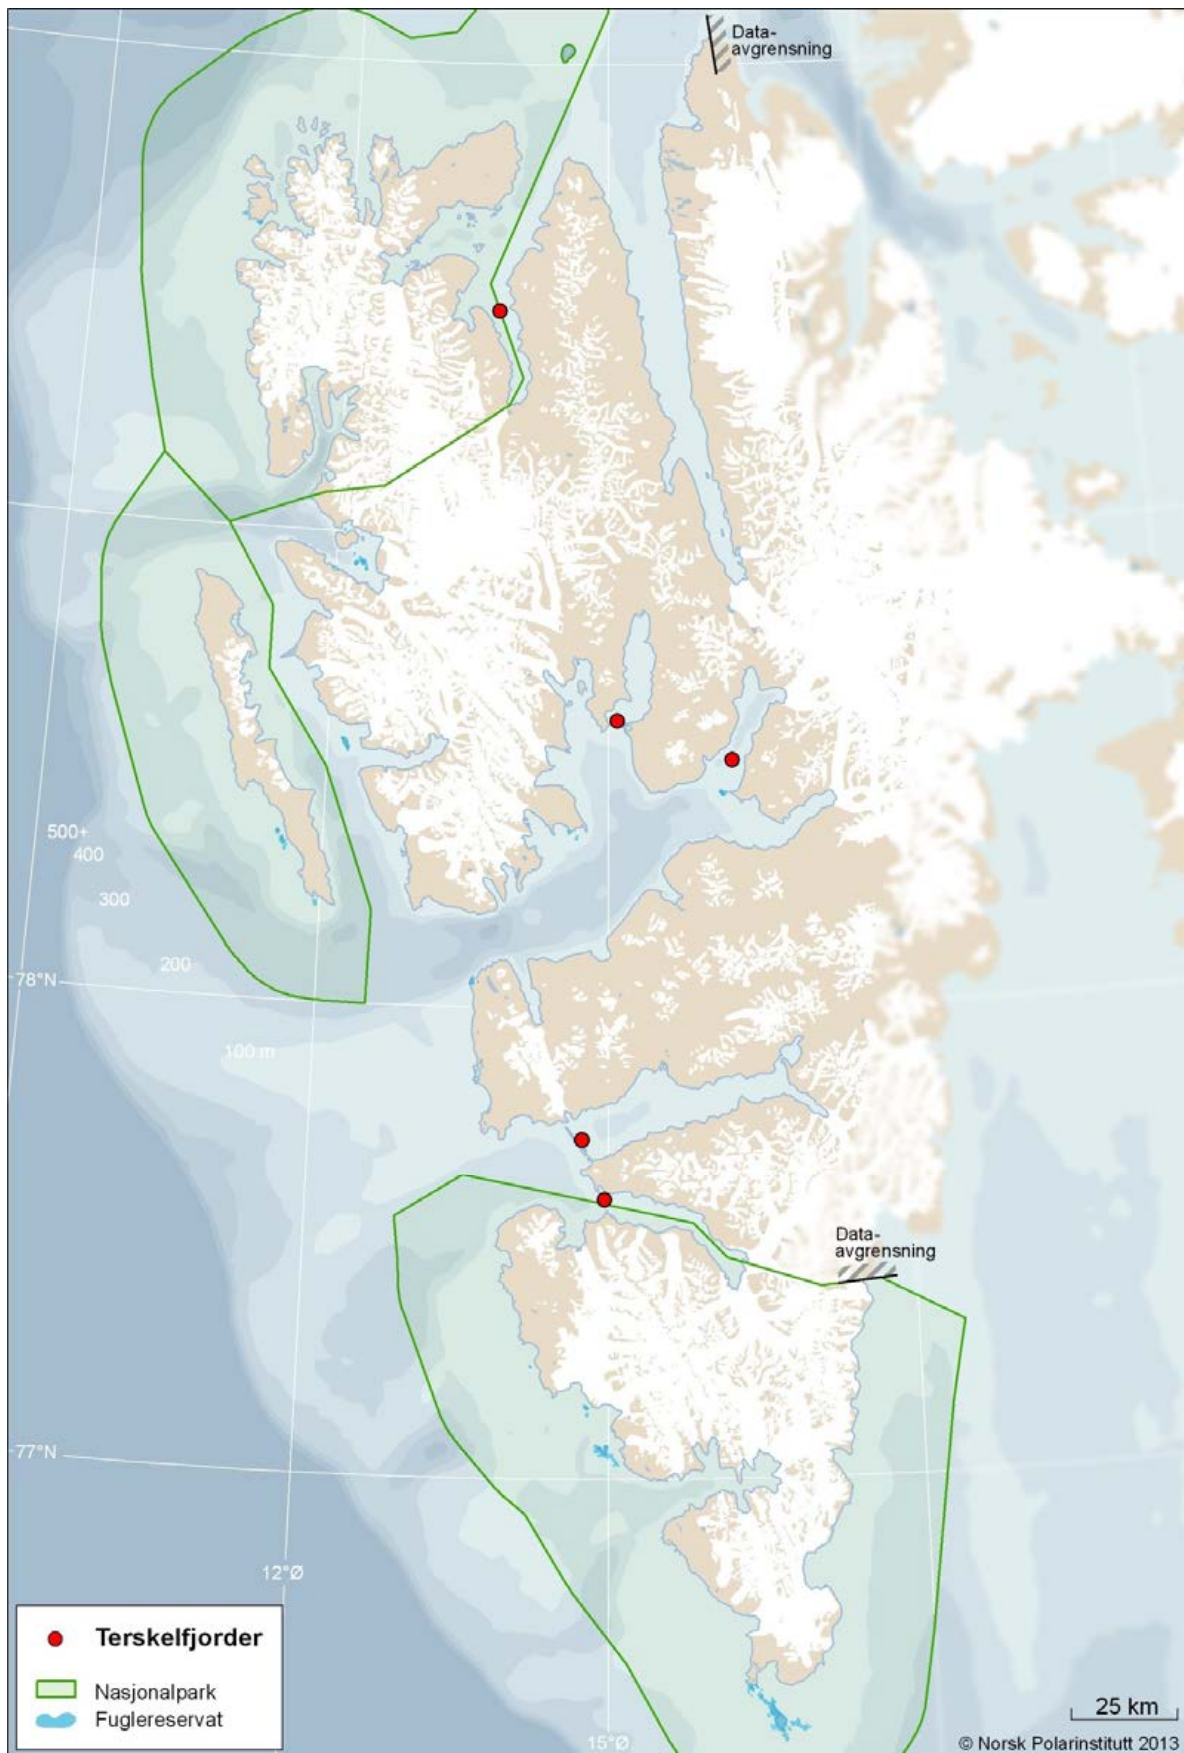 Data-
avgrensning
500+
400
300
200
78°N
100 m
Data-
avgrensning
77°N
12°Ø
Terskelfjorder
Nasjonalpark
Fuglereservat
15°Ø
25 km
© Norsk Polarinstitutt 2013